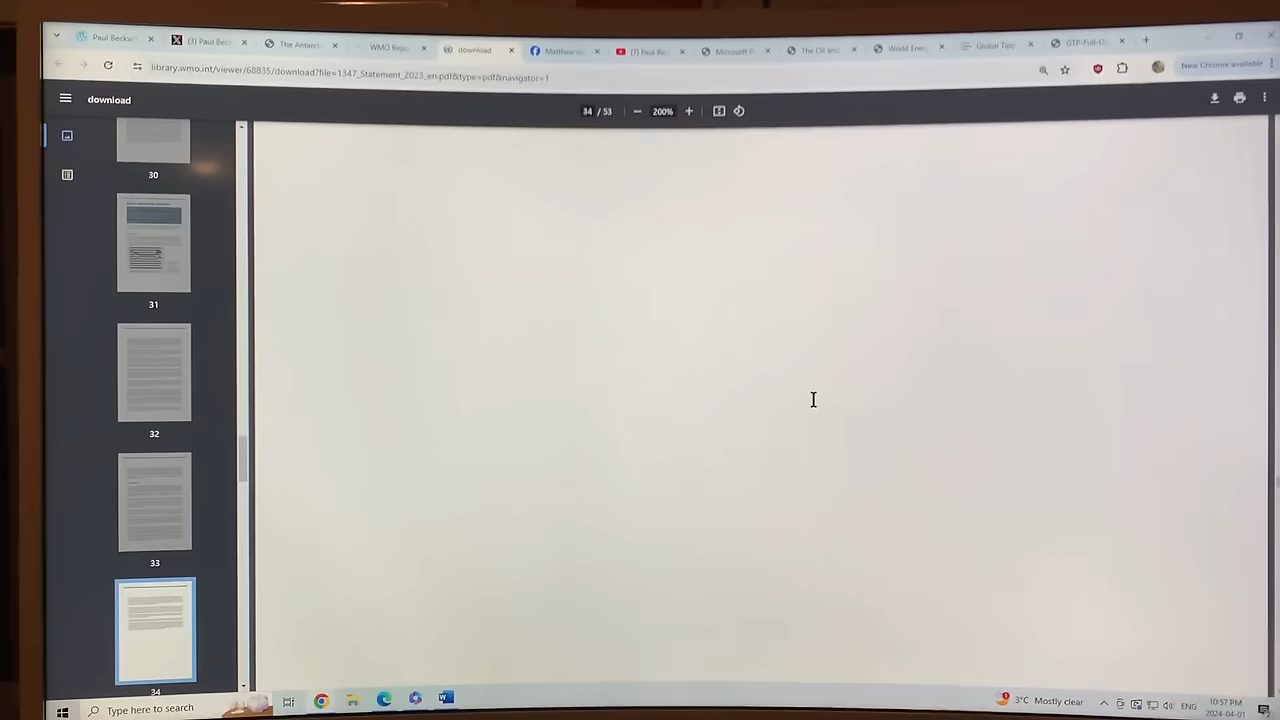 Paul Beckw
(3) Paul Bec
The Antarct
WMO Repo
download
Matthew m
(7) Paul Bec
Microsoft P
The Oil and
World Ener
Global Tipp
GTP-Full-D
library.wmo.int/viewer/68835/download?file=1347_Statement_2023_en.pdf&type=pdf&navigator=1
New Chrome available
download
34 / 53
200%
30
31
32
33
34
Type here to search
W
3°C Mostly clear
ENG
10:57 PM
2024-04-01